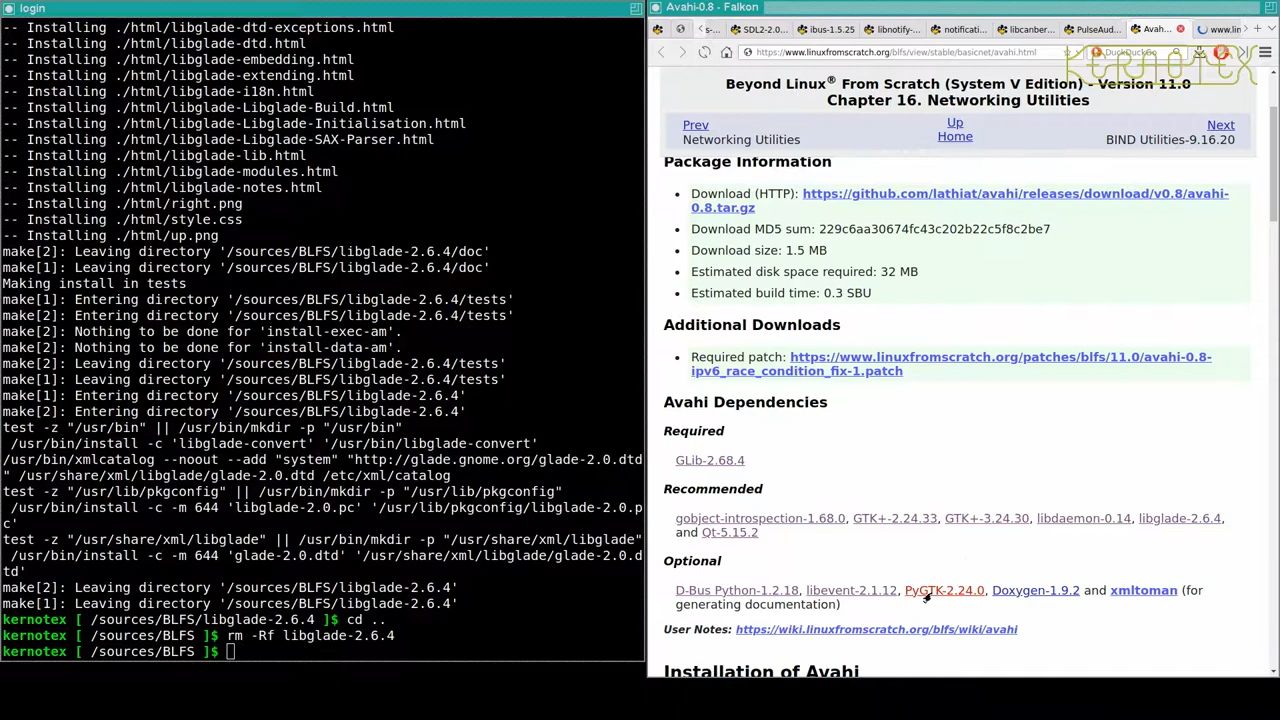 login
-- Installing ./html/libglade-dtd-exceptions.html
-- Installing ./html/libglade-dtd.html
-- Installing ./html/libglade-embedding.html
-- Installing ./html/libglade-extending.html
-- Installing ./html/libglade-i18n.html
-- Installing ./html/libglade-Libglade-Build.html
-- Installing ./html/libglade-Libglade-Initialisation.html
-- Installing ./html/libglade-Libglade-SAX-Parser.html
-- Installing ./html/libglade-lib.html
-- Installing ./html/libglade-modules.html
-- Installing ./html/libglade-notes.html
-- Installing ./html/right.png
-- Installing ./html/style.css
-- Installing ./html/up.png
make[2]: Leaving directory '/sources/BLFS/libglade-2.6.4/doc'
make[1]: Leaving directory '/sources/BLFS/libglade-2.6.4/doc'
Making install in tests
make[1]: Entering directory '/sources/BLFS/libglade-2.6.4/tests'
make[2]: Entering directory '/sources/BLFS/libglade-2.6.4/tests'
make[2]: Nothing to be done for 'install-exec-am'.
make[2]: Nothing to be done for 'install-data-am'.
make[2]: Leaving directory '/sources/BLFS/libglade-2.6.4/tests'
make[1]: Leaving directory '/sources/BLFS/libglade-2.6.4/tests'
make[1]: Entering directory '/sources/BLFS/libglade-2.6.4'
make[2]: Entering directory '/sources/BLFS/libglade-2.6.4'
test -z "/usr/bin" || /usr/bin/mkdir -p "/usr/bin"
/usr/bin/install -c 'libglade-convert' '/usr/bin/libglade-convert'
/usr/bin/xmlcatalog --noout --add "system" "http://glade.gnome.org/glade-2.0.dtd
" /usr/share/xml/libglade/glade-2.0.dtd /etc/xml/catalog
test -z "/usr/lib/pkgconfig" || /usr/bin/mkdir -p "/usr/lib/pkgconfig"
/usr/bin/install -c -m 644 'libglade-2.0.pc' '/usr/lib/pkgconfig/libglade-2.0.p
c'
test -z "/usr/share/xml/libglade" || /usr/bin/mkdir -p "/usr/share/xml/libglade"
/usr/bin/install -c -m 644 'glade-2.0.dtd' '/usr/share/xml/libglade/glade-2.0.d
td'
make[2]: Leaving directory '/sources/BLFS/libglade-2.6.4'
make[1]: Leaving directory '/sources/BLFS/libglade-2.6.4'
kernotex [ /sources/BLFS/libglade-2.6.4 ]$ cd ..
kernotex [ /sources/BLFS ]$ rm -Rf libglade-2.6.4
kernotex [ /sources/BLFS ]$
Avahi-0.8 - Falkon
s- SDL2-2.0... ibus-1.5.25 libnotify-... notificati... libcanber... PulseAud... Avah... www.lin
https://www.linuxfromscratch.org/blfs/view/stable/basicnet/avahi.html DuckDuckGo
KERNOTEX
Beyond Linux® From Scratch (System V Edition) - Version 11.0
Chapter 16. Networking Utilities
Prev Up Next
Networking Utilities Home BIND Utilities-9.16.20
Package Information
• Download (HTTP): https://github.com/lathiat/avahi/releases/download/v0.8/avahi-
0.8.tar.gz
• Download MD5 sum: 229c6aa30674fc43c202b22c5f8c2be7
• Download size: 1.5 MB
• Estimated disk space required: 32 MB
• Estimated build time: 0.3 SBU
Additional Downloads
• Required patch: https://www.linuxfromscratch.org/patches/blfs/11.0/avahi-0.8-
ipv6_race_condition_fix-1.patch
Avahi Dependencies
Required
GLib-2.68.4
Recommended
gobject-introspection-1.68.0, GTK+-2.24.33, GTK+-3.24.30, libdaemon-0.14, libglade-2.6.4,
and Qt-5.15.2
Optional
D-Bus Python-1.2.18, libevent-2.1.12, PyGTK-2.24.0, Doxygen-1.9.2 and xmltoman (for
generating documentation)
User Notes: https://wiki.linuxfromscratch.org/blfs/wiki/avahi
Installation of Avahi